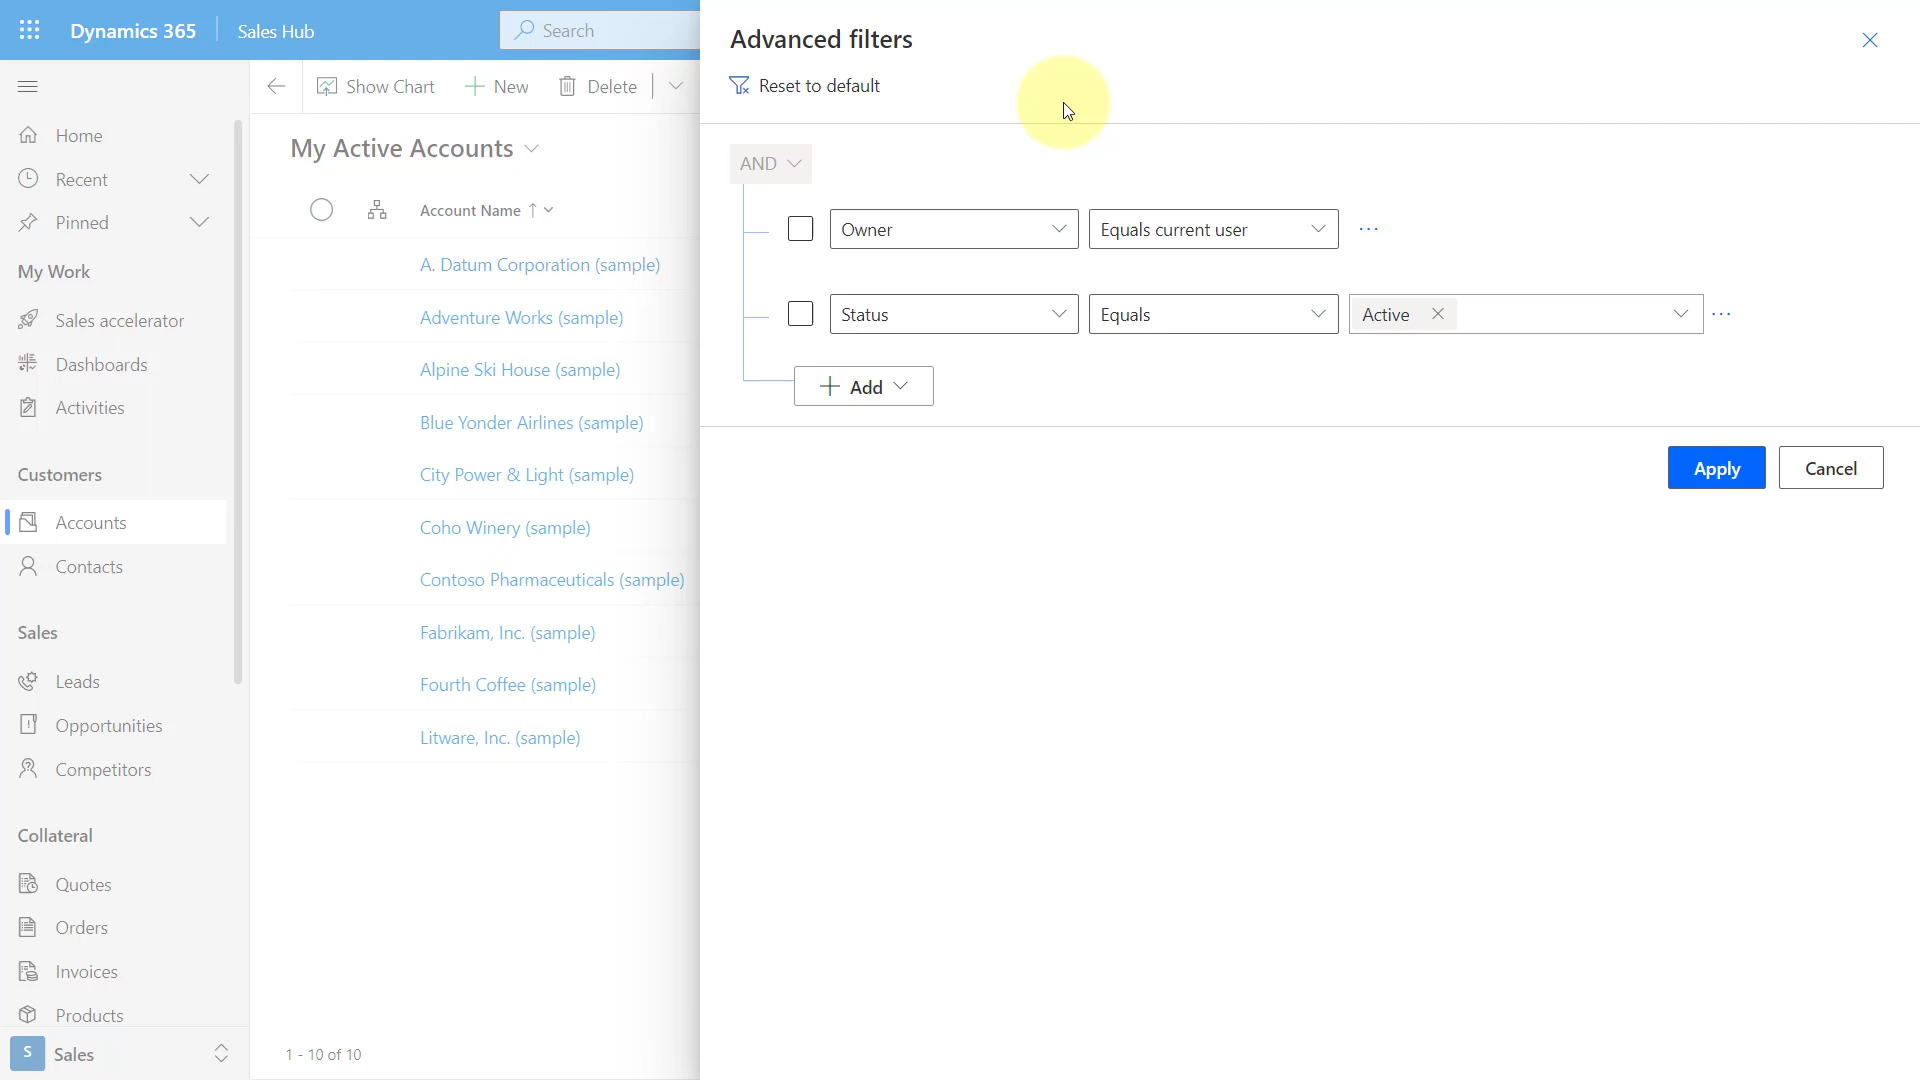 Dynamics 365
Sales Hub
Search
Show Chart
New
Delete
Home
Recent
Pinned
My Work
Sales accelerator
Dashboards
Activities
Customers
Accounts
Contacts
Sales
Leads
Opportunities
Competitors
Collateral
Quotes
Orders
Invoices
Products
S
Sales
My Active Accounts
Account Name
A. Datum Corporation (sample)
Adventure Works (sample)
Alpine Ski House (sample)
Blue Yonder Airlines (sample)
City Power & Light (sample)
Coho Winery (sample)
Contoso Pharmaceuticals (sample)
Fabrikam, Inc. (sample)
Fourth Coffee (sample)
Litware, Inc. (sample)
1 - 10 of 10
Advanced filters
Reset to default
AND
Owner Equals current user
Status Equals Active
Add
Apply Cancel